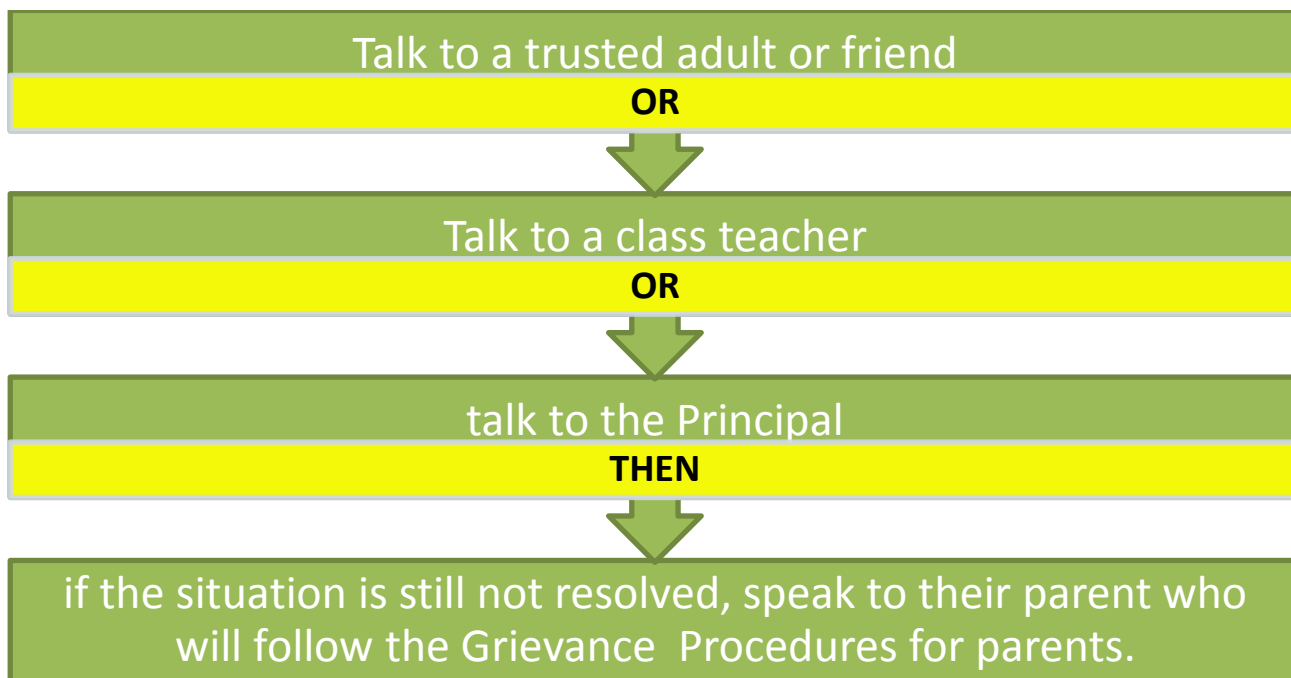 Talk to a trusted adult or friend
OR
Talk to a class teacher
OR
talk to the Principal
THEN
if the situation is still not resolved, speak to their parent who
will follow the Grievance  Procedures for parents.